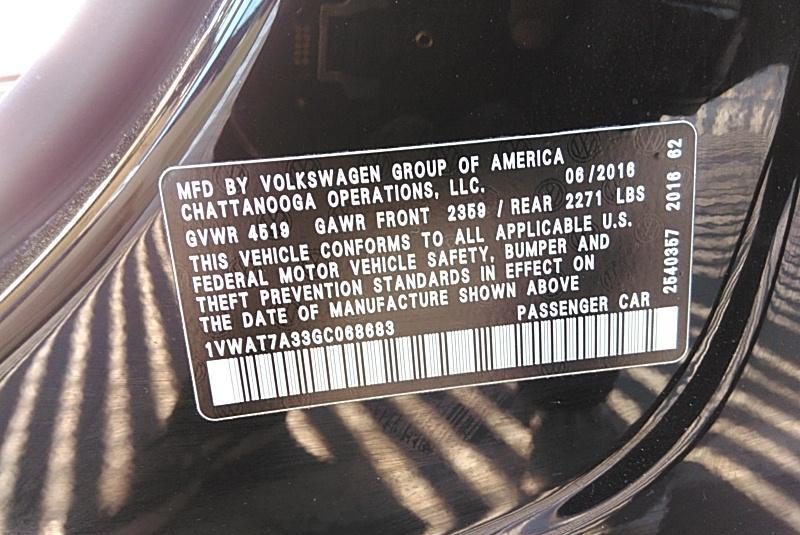 MFD BY VOLKSWAGEN GROUP OF AMERICA
CHATTANOOGA OPERATIONS, LLC. 06/2016
GVWR 4519 GAWR FRONT 2359 / REAR 2271 LBS
THIS VEHICLE CONFORMS TO ALL APPLICABLE U.S.
FEDERAL MOTOR VEHICLE SAFETY, BUMPER AND
THEFT PREVENTION STANDARDS IN EFFECT ON
THE DATE OF MANUFACTURE SHOWN ABOVE
1VWAT7A33GC068683 PASSENGER CAR
2540357 2016 62